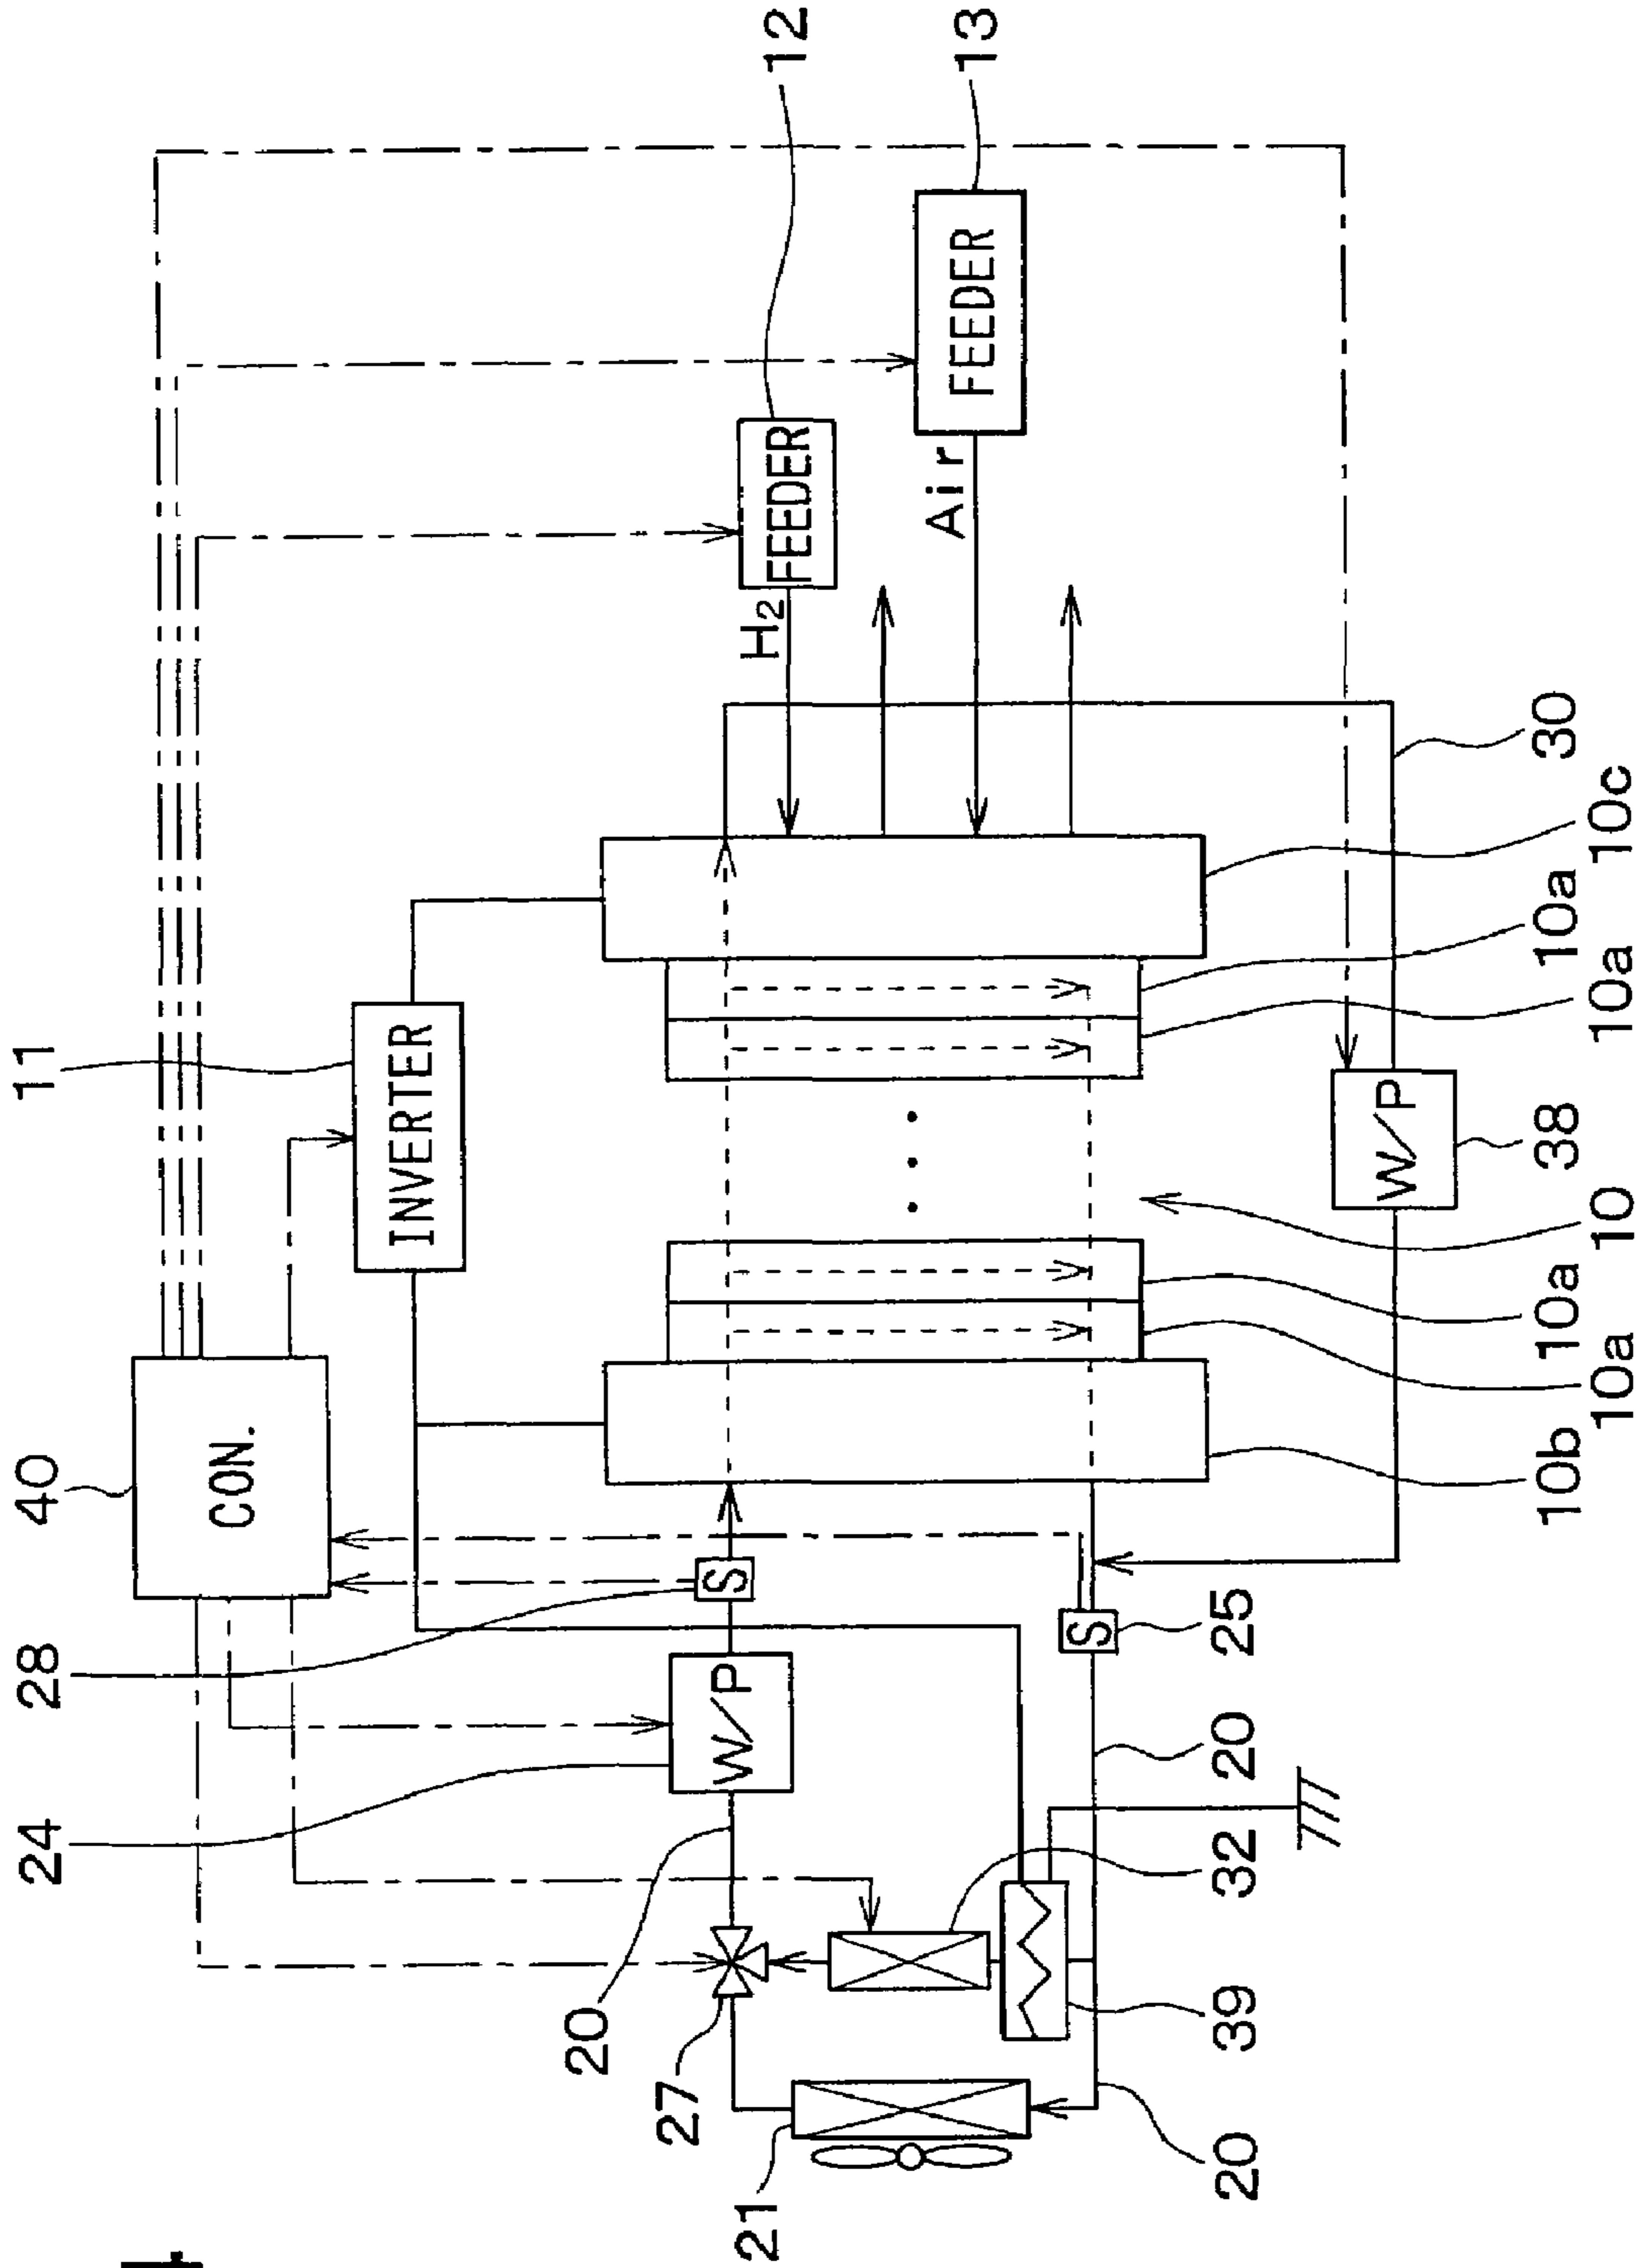 24
28
40
11
CON.
INVERTER
12
20
27
21
W/P
S
H₂
FEEDER
13
Air
FEEDER
S
20
39
32
20
25
W/P
10b
10a
10a
10
38
10a
10a
10c
30